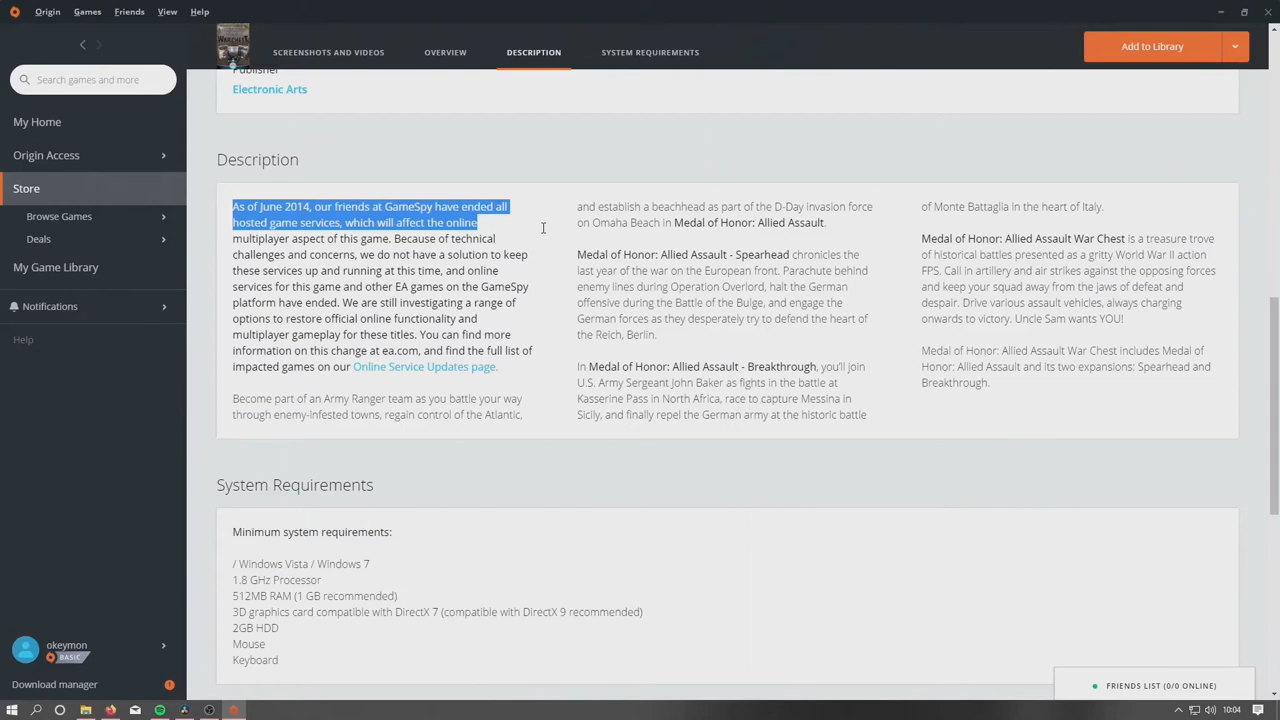 Origin Games Friends View Help
SCREENSHOTS AND VIDEOS OVERVIEW DESCRIPTION SYSTEM REQUIREMENTS
Add to Library
Search games and more
My Home
Origin Access
Store
Browse Games
Deals
My Game Library
Notifications
Help
okeymon
BASIC
Download manager 1
Publisher
Electronic Arts
Description
As of June 2014, our friends at GameSpy have ended all
hosted game services, which will affect the online
multiplayer aspect of this game. Because of technical
challenges and concerns, we do not have a solution to keep
these services up and running at this time, and online
services for this game and other EA games on the GameSpy
platform have ended. We are still investigating a range of
options to restore official online functionality and
multiplayer gameplay for these titles. You can find more
information on this change at ea.com, and find the full list of
impacted games on our Online Service Updates page.
Become part of an Army Ranger team as you battle your way
through enemy-infested towns, regain control of the Atlantic,
and establish a beachhead as part of the D-Day invasion force
on Omaha Beach in Medal of Honor: Allied Assault.
Medal of Honor: Allied Assault - Spearhead chronicles the
last year of the war on the European front. Parachute behind
enemy lines during Operation Overlord, halt the German
offensive during the Battle of the Bulge, and engage the
German forces as they desperately try to defend the heart of
the Reich, Berlin.
In Medal of Honor: Allied Assault - Breakthrough, you'll join
U.S. Army Sergeant John Baker as fights in the battle at
Kasserine Pass in North Africa, race to capture Messina in
Sicily, and finally repel the German army at the historic battle
of Monte Battaglia in the heart of Italy.
Medal of Honor: Allied Assault War Chest is a treasure trove
of historical battles presented as a gritty World War II action
FPS. Call in artillery and air strikes against the opposing forces
and keep your squad away from the jaws of defeat and
despair. Drive various assault vehicles, always charging
onwards to victory. Uncle Sam wants YOU!
Medal of Honor: Allied Assault War Chest includes Medal of
Honor: Allied Assault and its two expansions: Spearhead and
Breakthrough.
System Requirements
Minimum system requirements:
/ Windows Vista / Windows 7
1.8 GHz Processor
512MB RAM (1 GB recommended)
3D graphics card compatible with DirectX 7 (compatible with DirectX 9 recommended)
2GB HDD
Mouse
Keyboard
FRIENDS LIST (0/0 ONLINE)
10:04